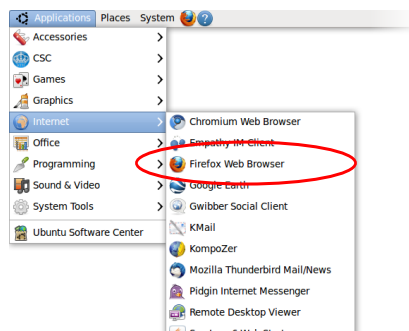 Applications Places System
Accessories
CSC
Games
Graphics
Internet
Office
Programming
Sound & Video
System Tools
Ubuntu Software Center
Chromium Web Browser
Empathy IM Client
Firefox Web Browser
Google Earth
Gwibber Social Client
KMail
KompoZer
Mozilla Thunderbird Mail/News
Pidgin Internet Messenger
Remote Desktop Viewer